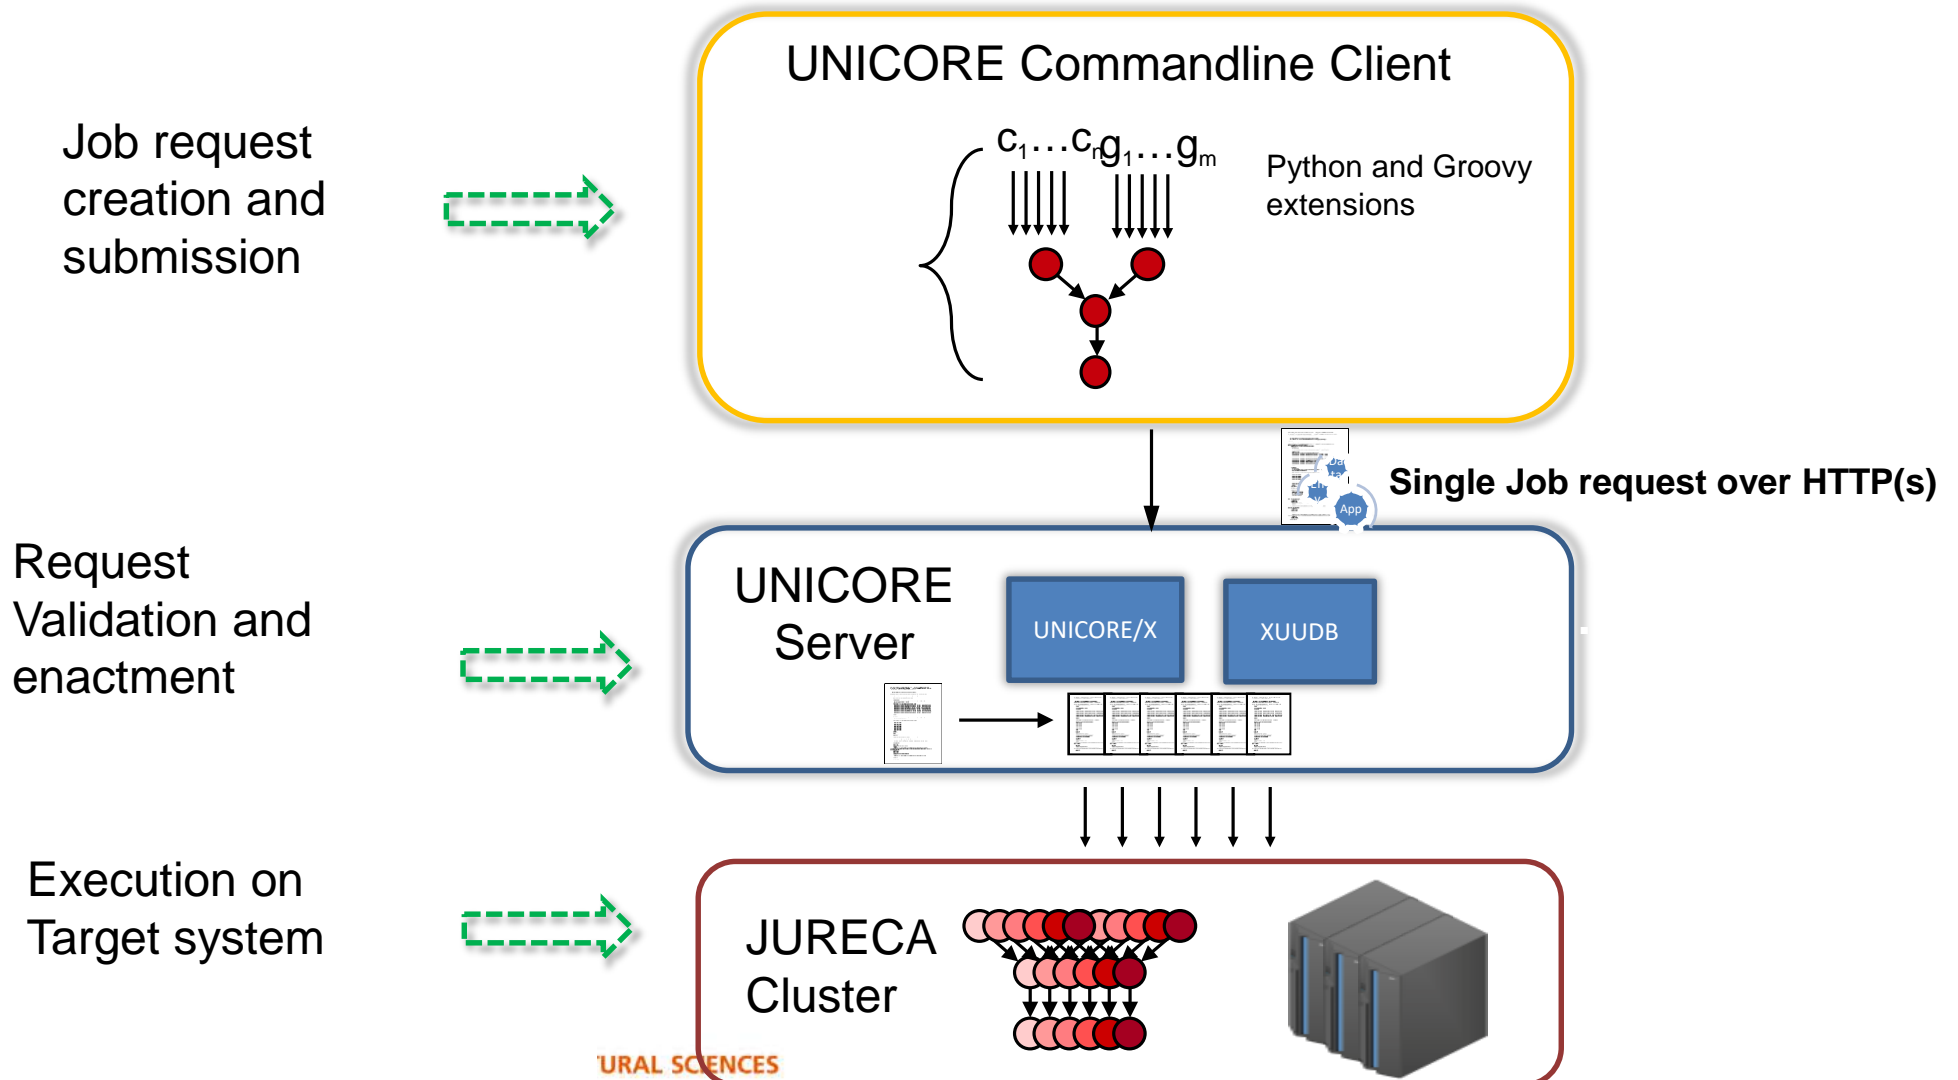 UNICORE Commandline Client
Job request
creation and
submission
c1…cn g1…gm
Python and Groovy
extensions
Single Job request over HTTP(s)
App
Request
Validation and
enactment
UNICORE
Server
UNICORE/X
XUUDB
Execution on
Target system
JURECA
Cluster
URAL SCIENCES